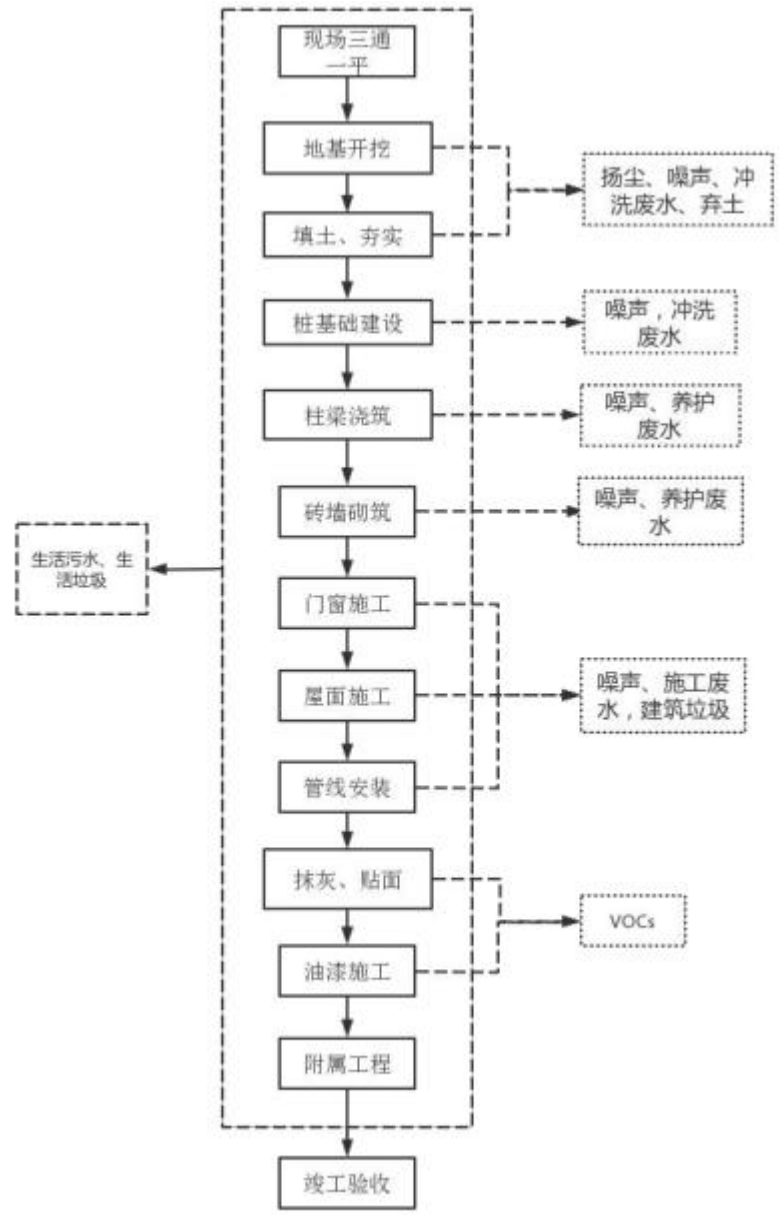 现场三通
一平
地基开挖
扬尘、噪声、冲
洗废水、弃土
填土、夯实
桩基础建设
噪声，冲洗
废水
柱梁浇筑
噪声、养护
废水
砖墙砌筑
噪声、养护废
水
生活污水、生
活垃圾
门窗施工
屋面施工
噪声、施工废
水，建筑垃圾
管线安装
抹灰、贴面
VOCs
油漆施工
附属工程
竣工验收